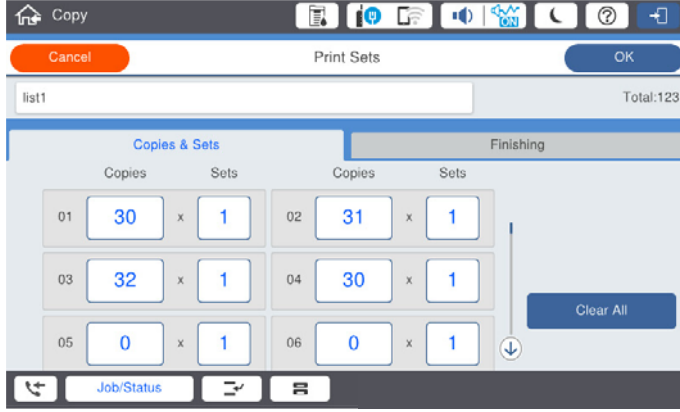 Copy
ON
?
Cancel Print Sets OK
list1 Total:123
Copies & Sets Finishing
Copies Sets Copies Sets
01 30 x 1 02 31 x 1
03 32 x 1 04 30 x 1
Clear All
05 0 x 1 06 0 x 1
Job/Status